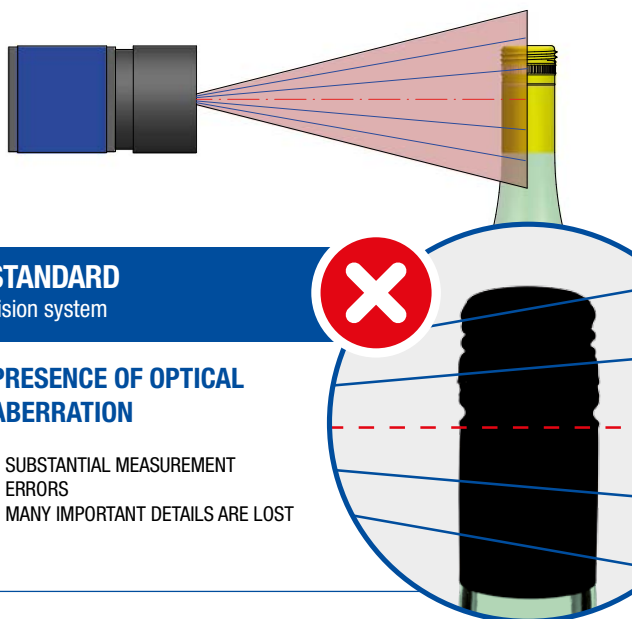 STANDARD
ision system
PRESENCE OF OPTICAL
ABERRATION
SUBSTANTIAL MEASUREMENT
ERRORS
MANY IMPORTANT DETAILS ARE LOST